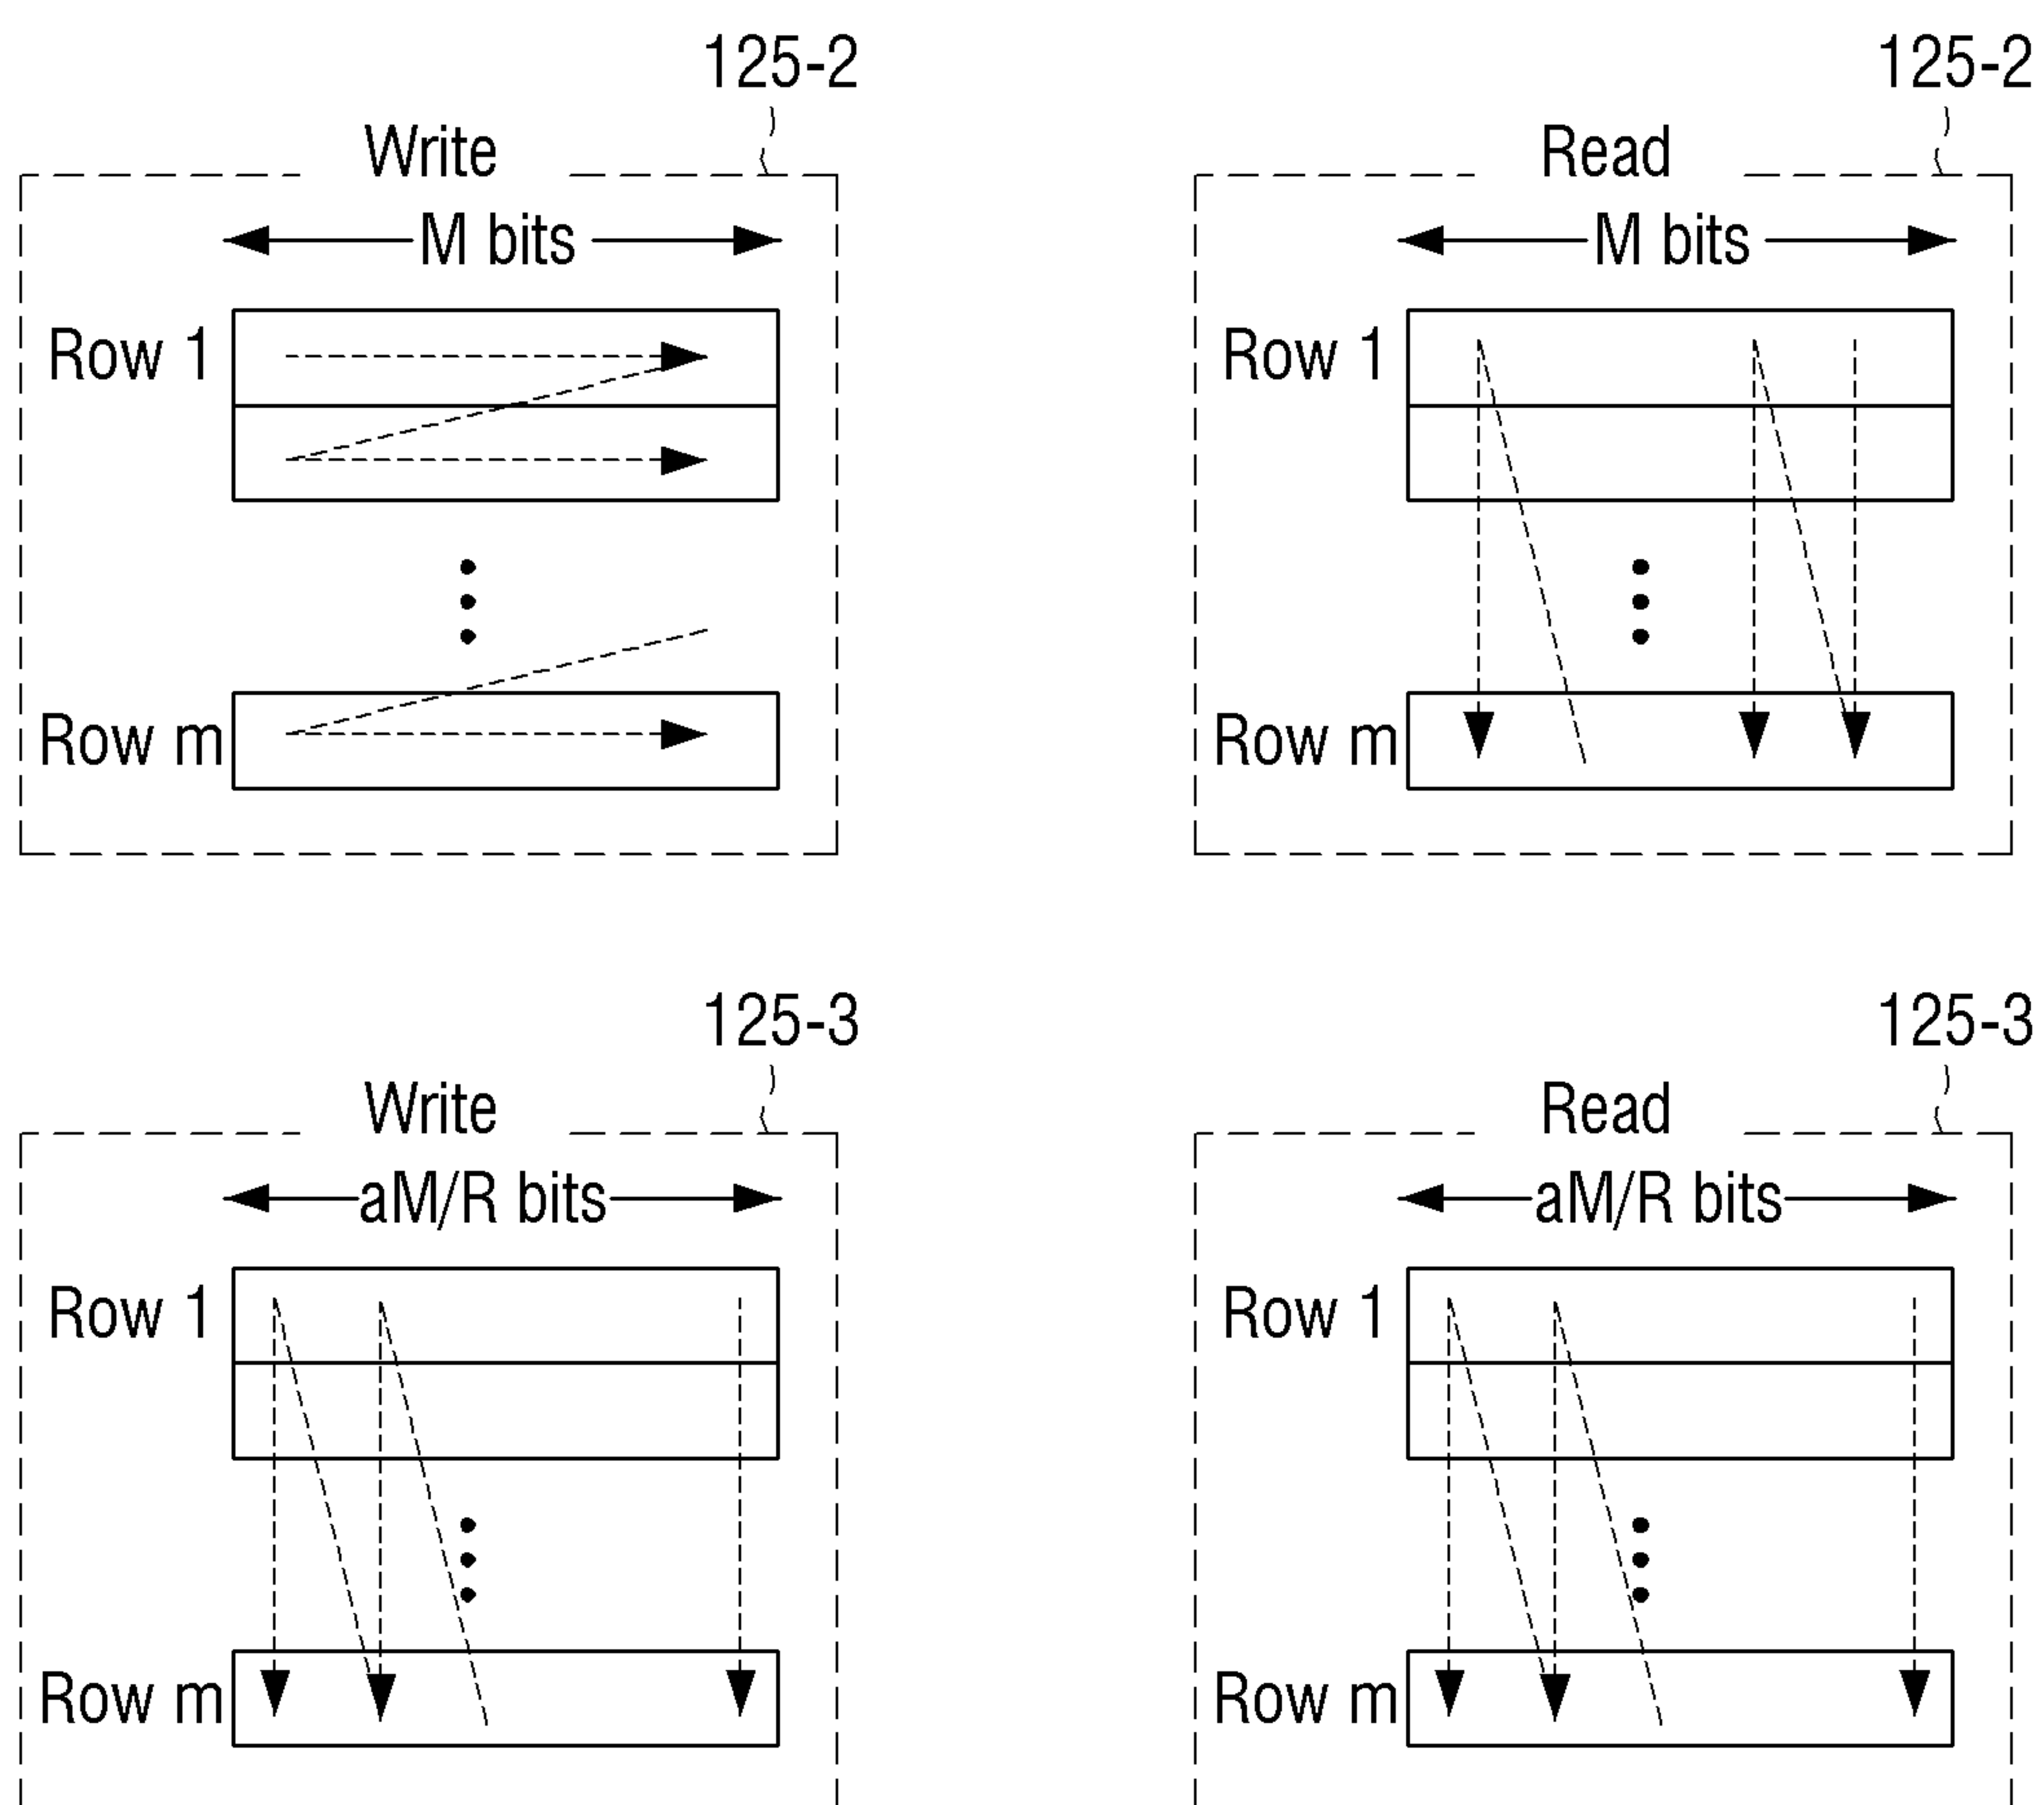 125-2
Write
M bits
Row 1
Row m
125-2
Read
M bits
Row 1
Row m
125-3
Write
aM/R bits
Row 1
Row m
125-3
Read
aM/R bits
Row 1
Row m